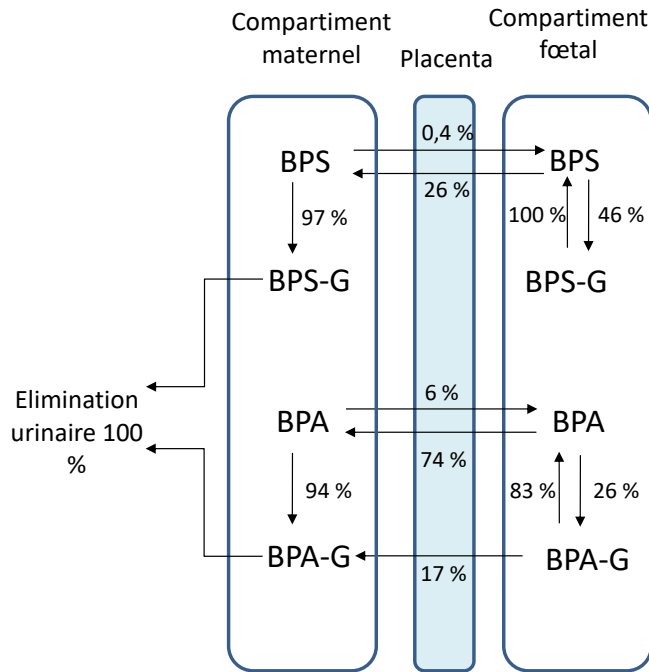 Compartiment
maternel
Placenta
Compartiment
fœtal
0,4 %
BPS
BPS
26 %
97 %
100 %
46 %
BPS-G
BPS-G
6 %
Elimination
urinaire 100
%
BPA
BPA
74 %
94 %
83 %
26 %
BPA-G
BPA-G
17 %